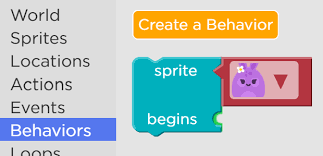 World
Sprites
Locations
Actions
Events
Behaviors
Loops
Create a Behavior
sprite
begins